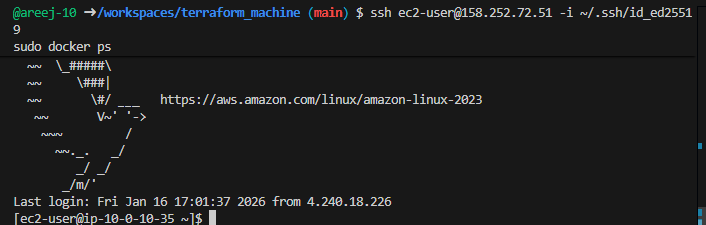 @areej-10 ➜/workspaces/terraform_machine (main) $ ssh ec2-user@158.252.72.51 -i ~/.ssh/id_ed2551
9
sudo docker ps
  ~~  \_#####\
  ~~     \###|
  ~~       \#/ ___   https://aws.amazon.com/linux/amazon-linux-2023
   ~~       V~' '->
    ~~~         /
      ~~._.   _/
         _/ _/
       _/m/'
Last login: Fri Jan 16 17:01:37 2026 from 4.240.18.226
[ec2-user@ip-10-0-10-35 ~]$